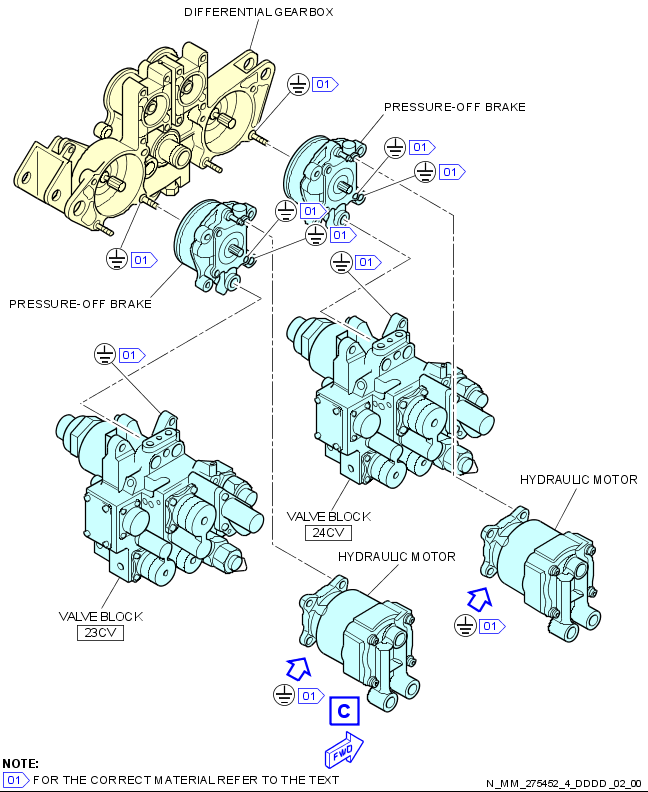 DIFFERENTIAL GEARBOX
01
PRESSURE-OFF BRAKE
01
01
01
01
01
01
PRESSURE-OFF BRAKE
01
HYDRAULIC MOTOR
VALVE BLOCK
24CV
HYDRAULIC MOTOR
VALVE BLOCK
23CV
01
01
C
FWD
NOTE:
01 FOR THE CORRECT MATERIAL REFER TO THE TEXT
N_MM_275452_4_DDDD_02_00